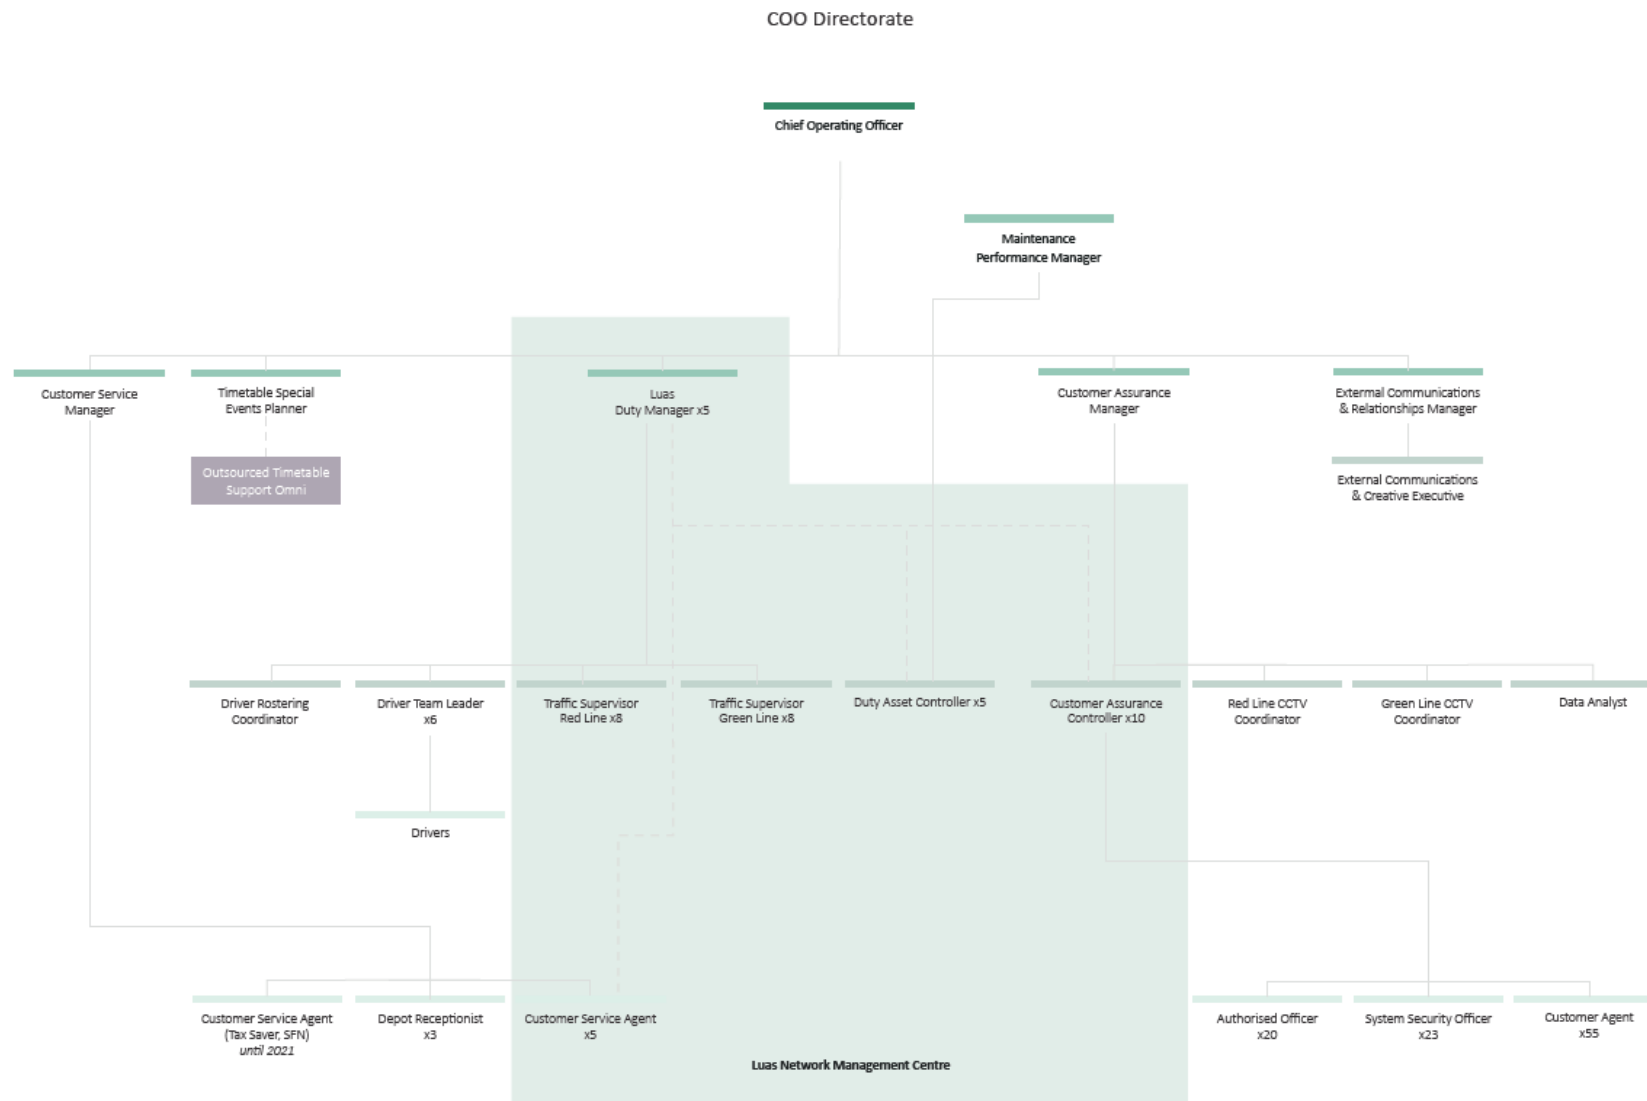 COO Directorate
Chief Operating Officer
Maintenance
Performance Manager
Customer Service
Manager
Timetable Special
Events Planner
Luas
Duty Manager x5
Customer Assurance
Manager
External Communications
& Relationships Manager
Outsourced Timetable
Support Omni
External Communications
& Creative Executive
Driver Rostering
Coordinator
Driver Team Leader
x6
Traffic Supervisor
Red Line x8
Traffic Supervisor
Green Line x8
Duty Asset Controller x5
Customer Assurance
Controller x10
Red Line CCTV
Coordinator
Green Line CCTV
Coordinator
Data Analyst
Drivers
Customer Service Agent
(Tax Saver, SFN)
until 2021
Depot Receptionist
x3
Customer Service Agent
x5
Authorised Officer
x20
System Security Officer
x23
Customer Agent
x55
Luas Network Management Centre